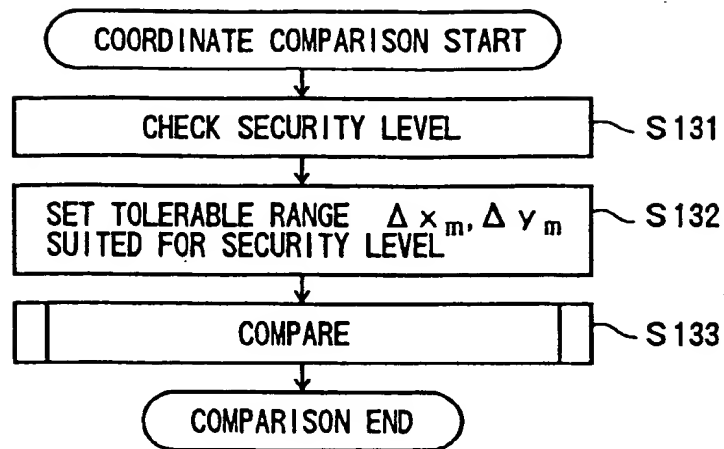 COORDINATE COMPARISON START
CHECK SECURITY LEVEL
S131
SET TOLERABLE RANGE Δxm, Δym
SUITED FOR SECURITY LEVEL
S132
COMPARE
S133
COMPARISON END